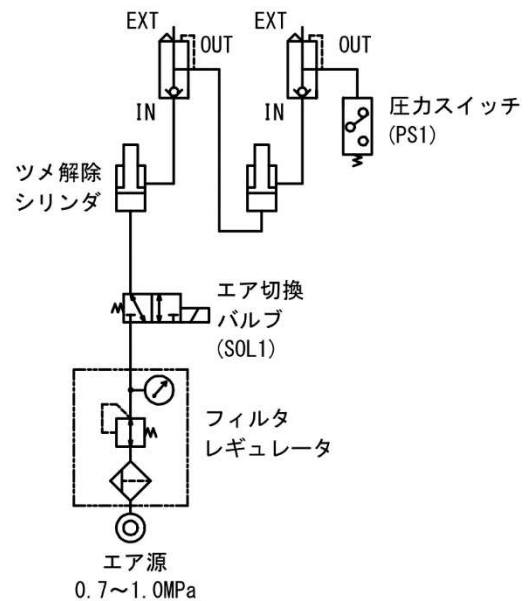 EXT
OUT
IN
EXT
OUT
IN
圧力スイッチ
(PS1)
ツメ解除
シリンダ
エア切換
バルブ
(SOL1)
フィルタ
レギュレータ
エア源
0.7～1.0MPa